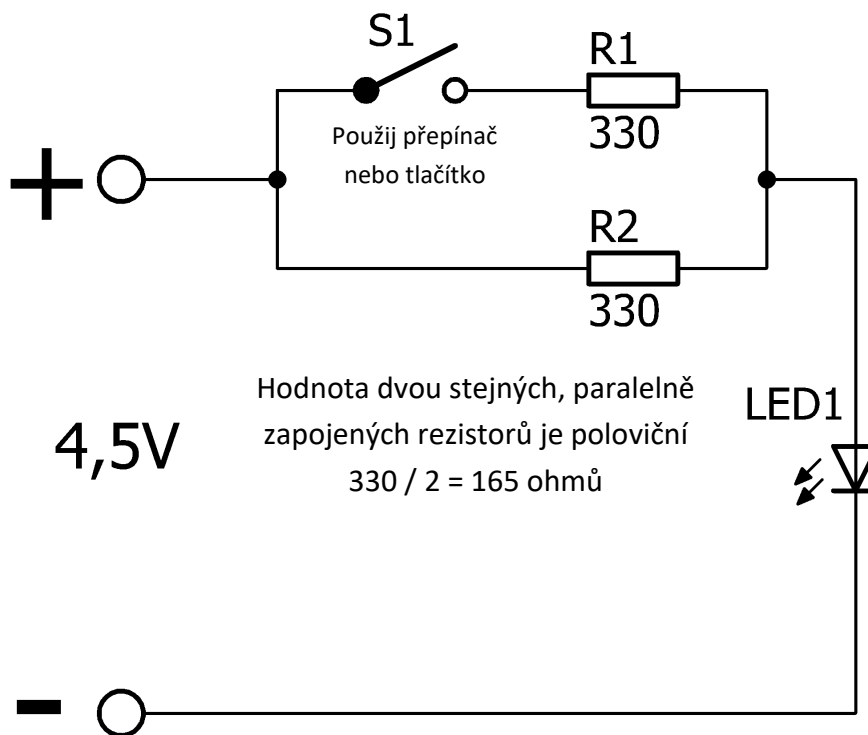 S1
R1
330
Použij přepínač
nebo tlačítko
+
R2
330
Hodnota dvou stejných, paralelně
zapojených rezistorů je poloviční
330 / 2 = 165 ohmů
4,5V
LED1
-